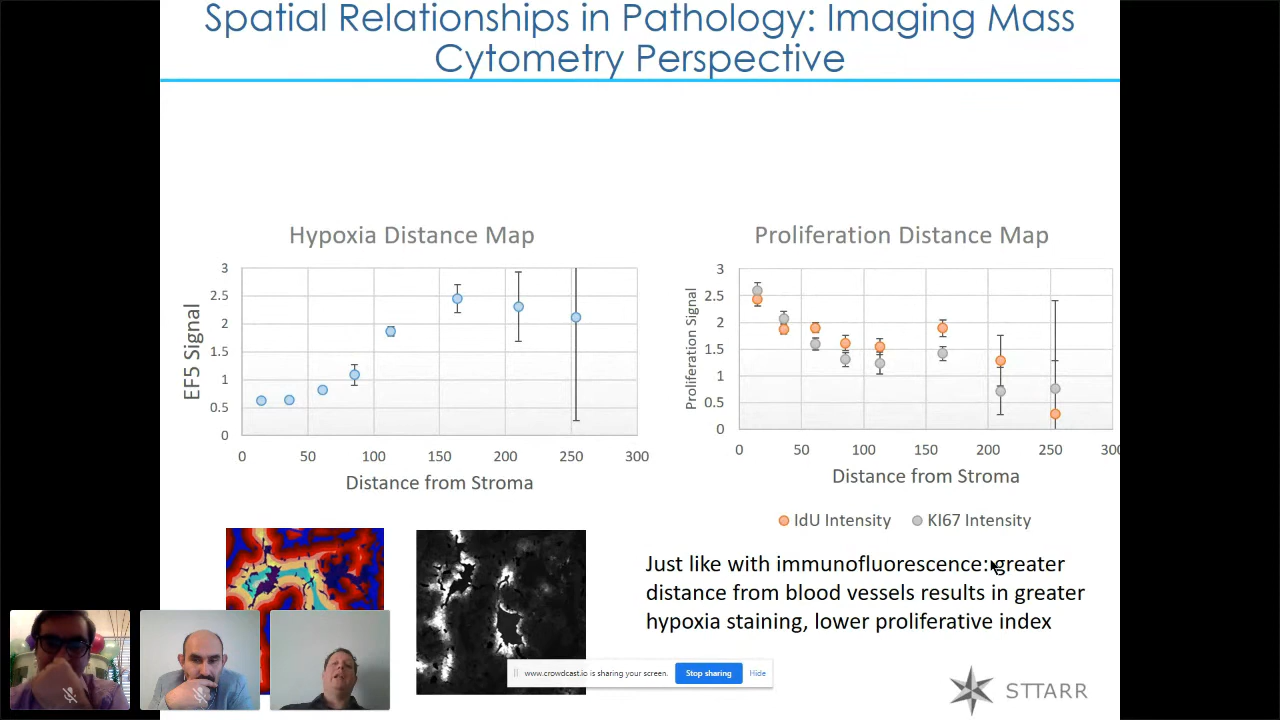 Spatial Relationships in Pathology: Imaging Mass
Cytometry Perspective
Hypoxia Distance Map
3
2.5
2
1.5
1
0.5
0
EF5 Signal
0 50 100 150 200 250 300
Distance from Stroma
Proliferation Distance Map
3
2.5
2
1.5
1
0.5
0
Proliferation Signal
0 50 100 150 200 250 300
Distance from Stroma
IdU Intensity KI67 Intensity
Just like with immunofluorescence: greater
distance from blood vessels results in greater
hypoxia staining, lower proliferative index
www.crowdcast.io is sharing your screen. Stop sharing Hide
STTARR